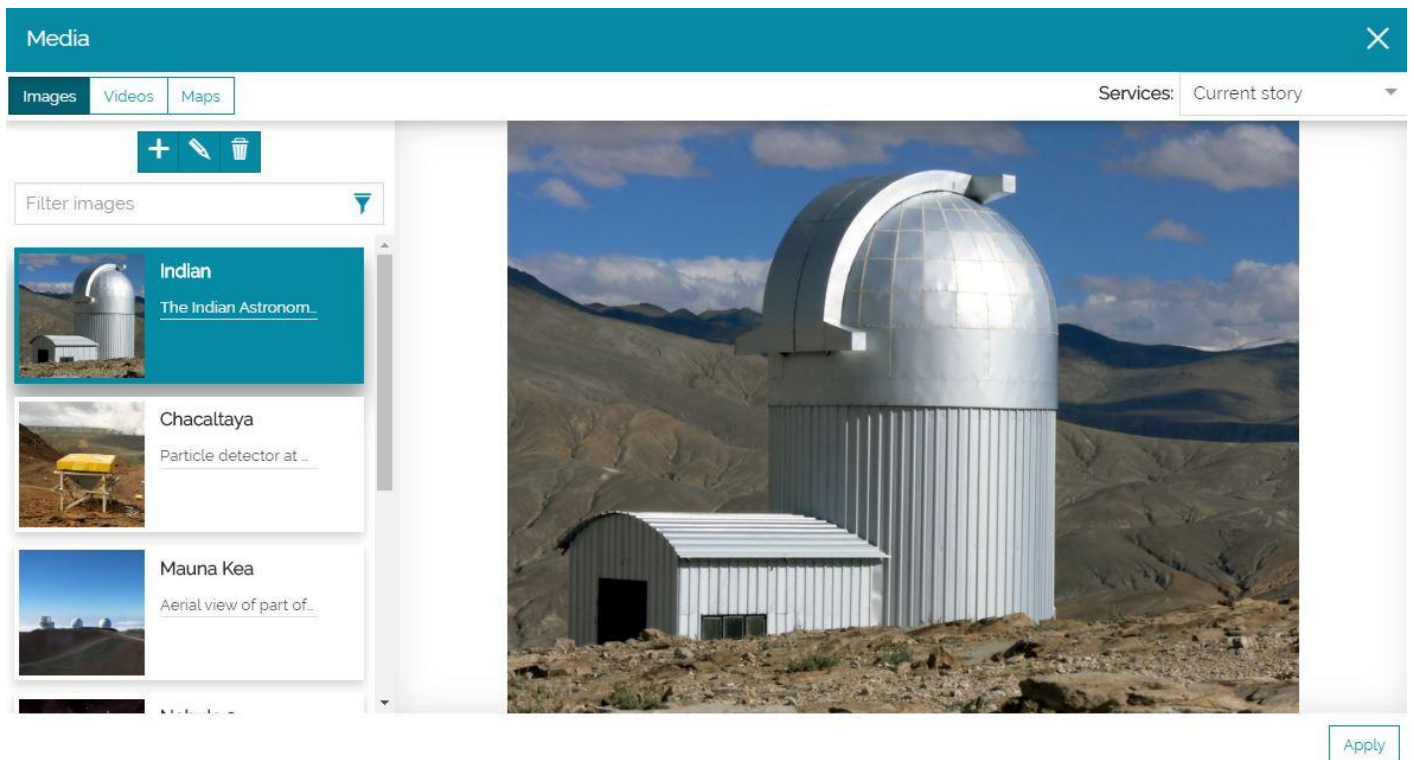 Media
Images Videos Maps Services: Current story
Filter images
Indian
The Indian Astronom...
Chacaltaya
Particle detector at ...
Mauna Kea
Aerial view of part of...
Apply